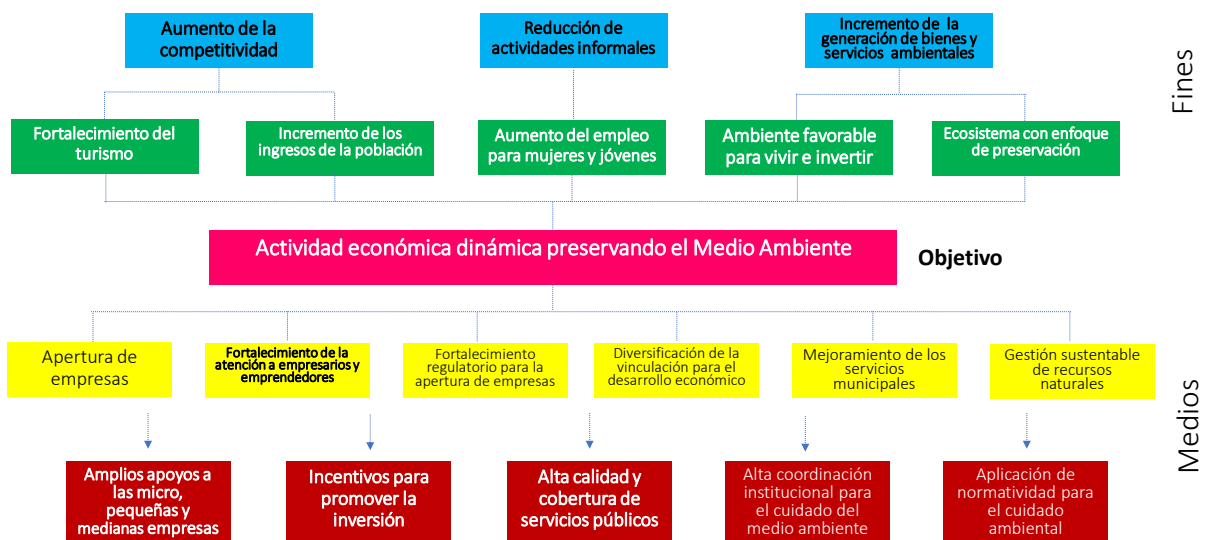 Aumento de la
competitividad
Reducción de
actividades informales
Incremento de la
generación de bienes y
servicios ambientales
Fines
Fortalecimiento del
turismo
Incremento de los
ingresos de la población
Aumento del empleo
para mujeres y jóvenes
Ambiente favorable
para vivir e invertir
Ecosistema con enfoque
de preservación
Actividad económica dinámica preservando el Medio Ambiente
Objetivo
Apertura de
empresas
Fortalecimiento de la
atención a empresarios y
emprendedores
Fortalecimiento
regulatorio para la
apertura de empresas
Diversificación de la
vinculación para el
desarrollo económico
Mejoramiento de los
servicios
municipales
Gestión sustentable
de recursos
naturales
Medios
Amplios apoyos a
las micro,
pequeñas y
medianas empresas
Incentivos para
promover la
inversión
Alta calidad y
cobertura de
servicios públicos
Alta coordinación
institucional para
el cuidado del
medio ambiente
Aplicación de
normatividad para
el cuidado
ambiental